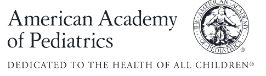 American Academy
of Pediatrics
DEDICATED TO THE HEALTH OF ALL CHILDREN®